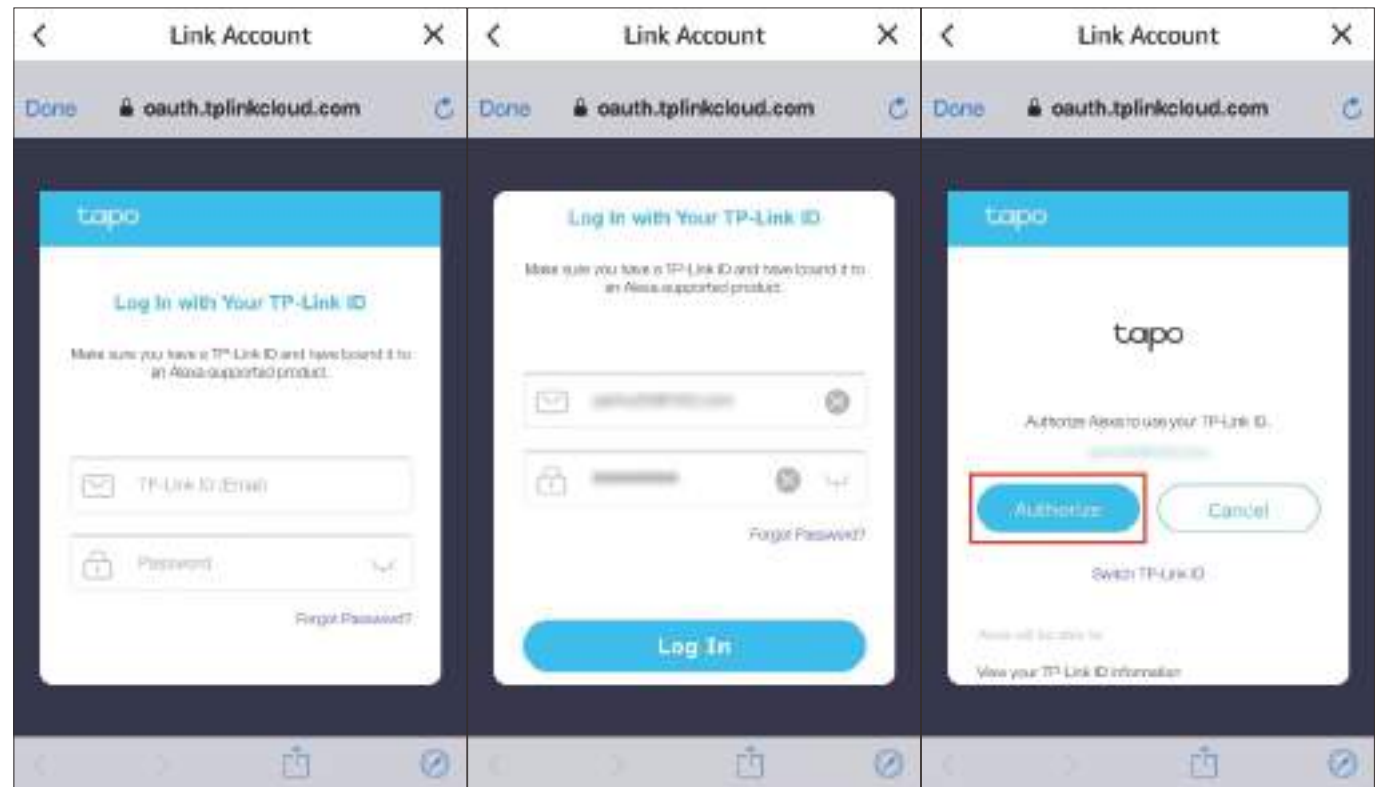 Link Account
Done oauth.tplinkcloud.com
tapo
Log In with Your TP-Link ID
Make sure you have a TP-Link ID and have bound it to
an Alexa-supported product.
TP-Link ID (Email)
Password
Forgot Password?
Link Account
Done oauth.tplinkcloud.com
Log In with Your TP-Link ID
Make sure you have a TP-Link ID and have bound it to
an Alexa-supported product.
Forgot Password?
Log In
Link Account
Done oauth.tplinkcloud.com
tapo
tapo
Authorize Alexa to use your TP-Link ID.
Authorize
Cancel
Switch TP-Link ID
Alexa will be able to
View your TP-Link ID information